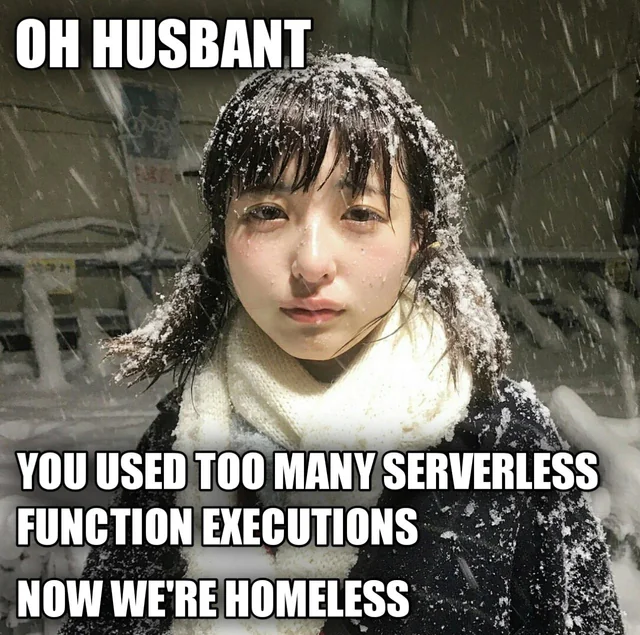 OH HUSBANT
YOU USED TOO MANY SERVERLESS
FUNCTION EXECUTIONS
NOW WE'RE HOMELESS